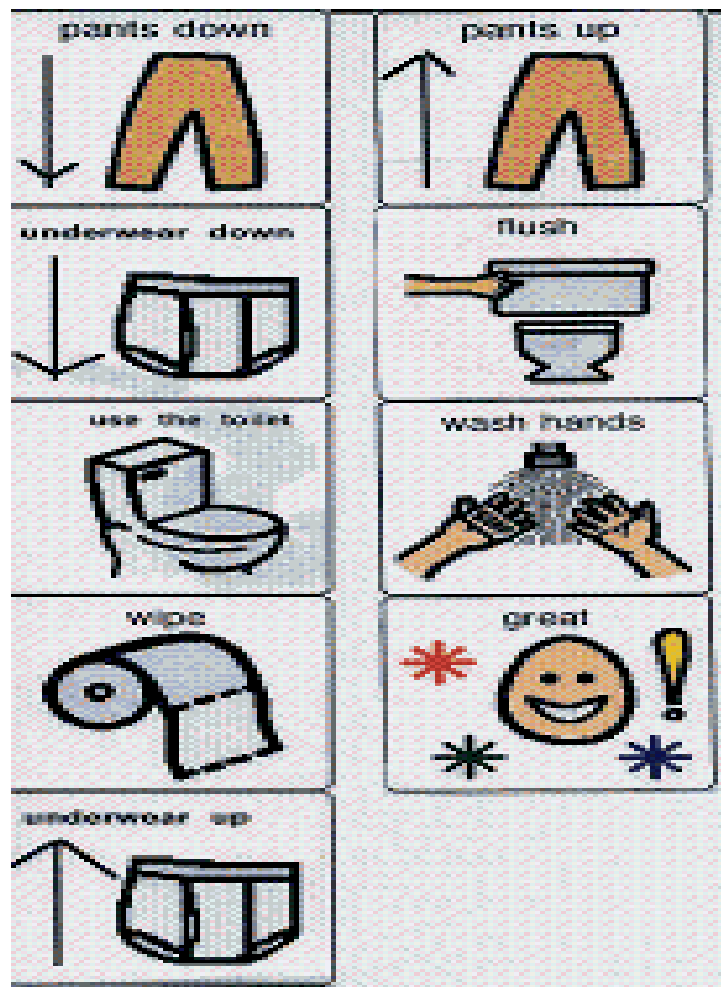 pants down
underwear down
use the toilet
wipe
underwear up
pants up
flush
wash hands
great